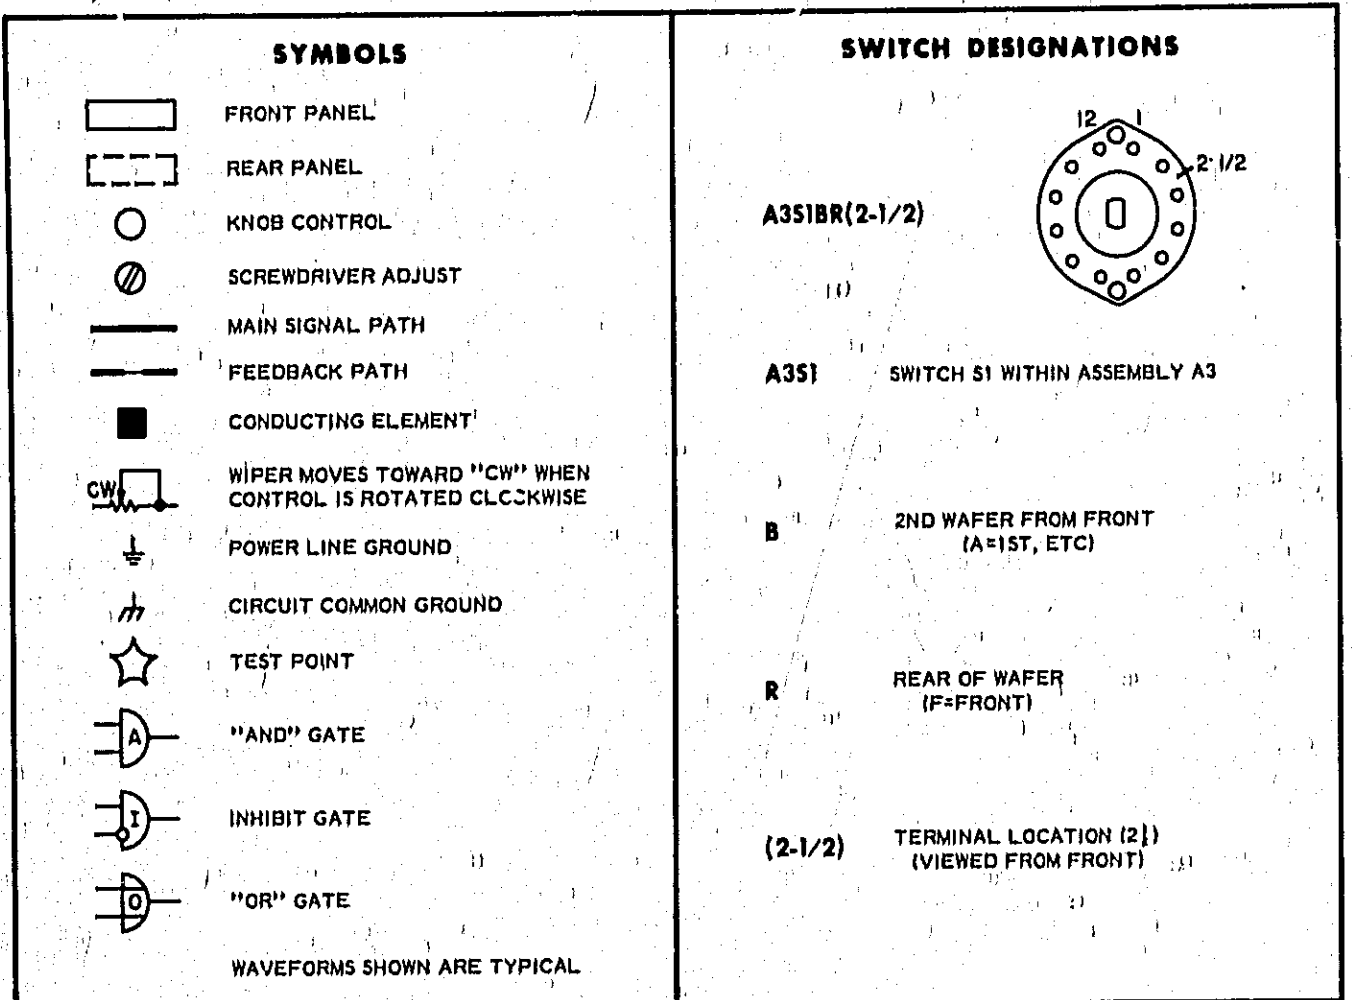 SYMBOLS
FRONT PANEL
REAR PANEL
KNOB CONTROL
SCREWDRIVER ADJUST
MAIN SIGNAL PATH
FEEDBACK PATH
CONDUCTING ELEMENT
CW
WIPER MOVES TOWARD "CW" WHEN
CONTROL IS ROTATED CLOCKWISE
POWER LINE GROUND
CIRCUIT COMMON GROUND
TEST POINT
A
"AND" GATE
I
INHIBIT GATE
O
"OR" GATE
WAVEFORMS SHOWN ARE TYPICAL
SWITCH DESIGNATIONS
12 1
2-1/2
A3S1BR(2-1/2)
A3S1 SWITCH S1 WITHIN ASSEMBLY A3
B 2ND WAFER FROM FRONT
(A=1ST, ETC)
R REAR OF WAFER
(F=FRONT)
(2-1/2) TERMINAL LOCATION (2½)
(VIEWED FROM FRONT)